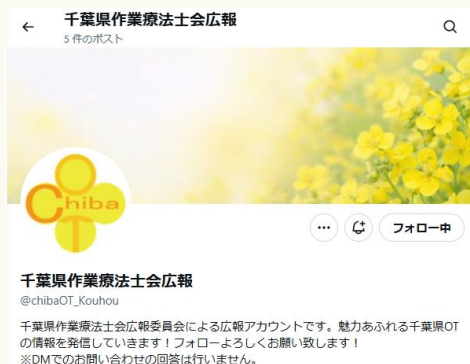 千葉県作業療法士会広報
5 件のポスト
Chiba
OT
フォロー中
千葉県作業療法士会広報
@chibaOT_Kouhou
千葉県作業療法士会広報委員会による広報アカウントです。魅力あふれる千葉県OT
の情報を発信していきます！フォローよろしくお願い致します！
※DMでのお問い合わせの回答は行いません。